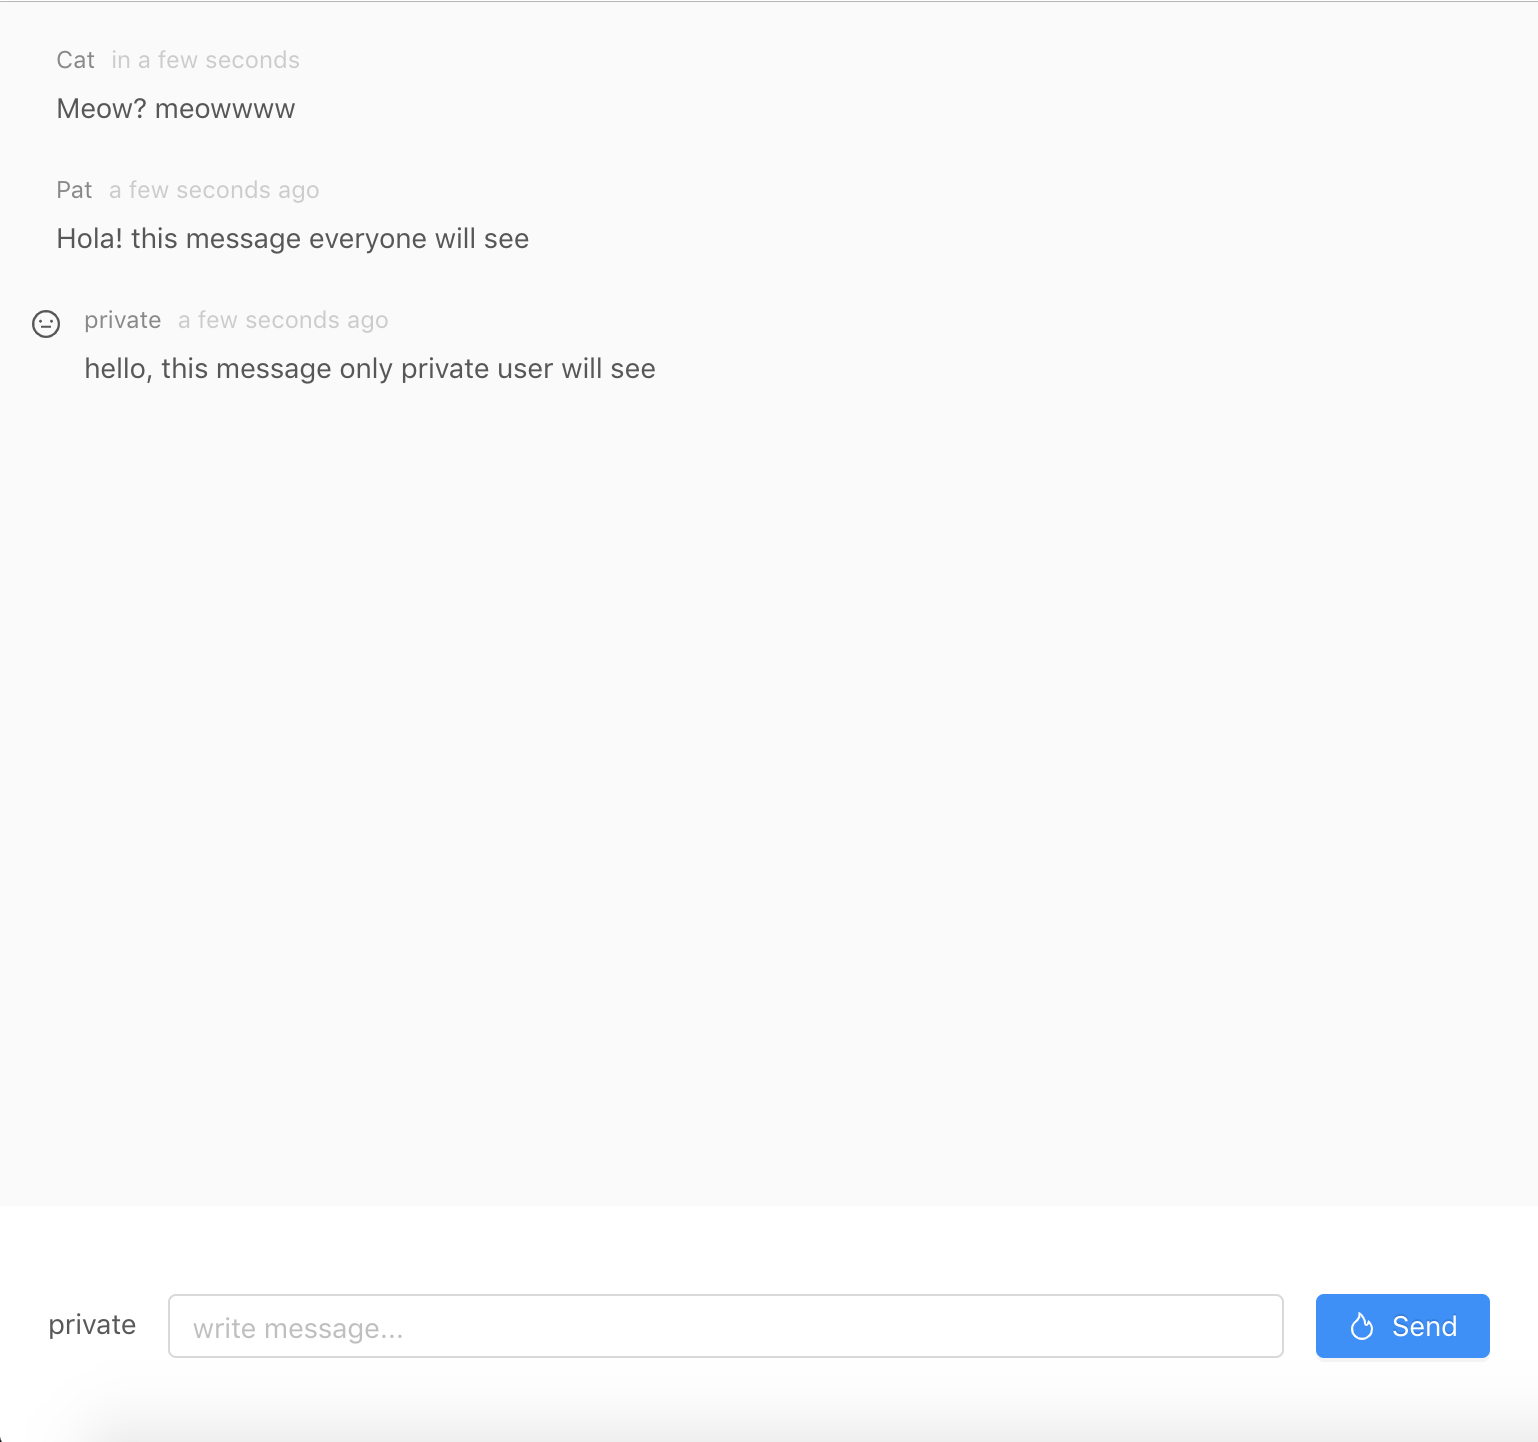 Cat in a few seconds
Meow? meowwww
Pat a few seconds ago
Hola! this message everyone will see
private a few seconds ago
hello, this message only private user will see
private write message... Send